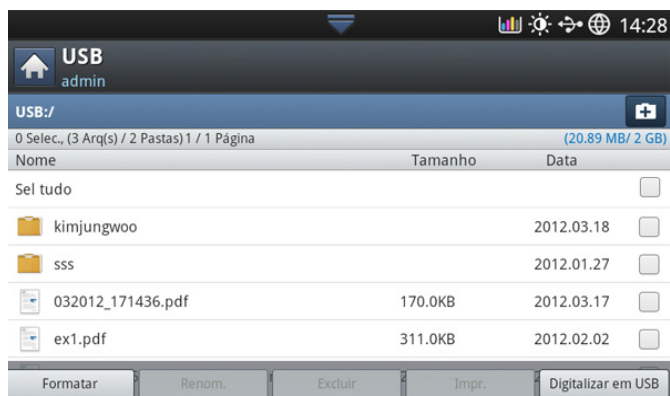 14:28
USB
admin
USB:/
0 Selec., (3 Arq(s) / 2 Pastas) 1 / 1 Página (20.89 MB/ 2 GB)
Nome Tamanho Data
Sel tudo
kimjungwoo 2012.03.18
sss 2012.01.27
032012_171436.pdf 170.0KB 2012.03.17
ex1.pdf 311.0KB 2012.02.02
Formatar Renom. Excluir Impr. Digitalizar em USB